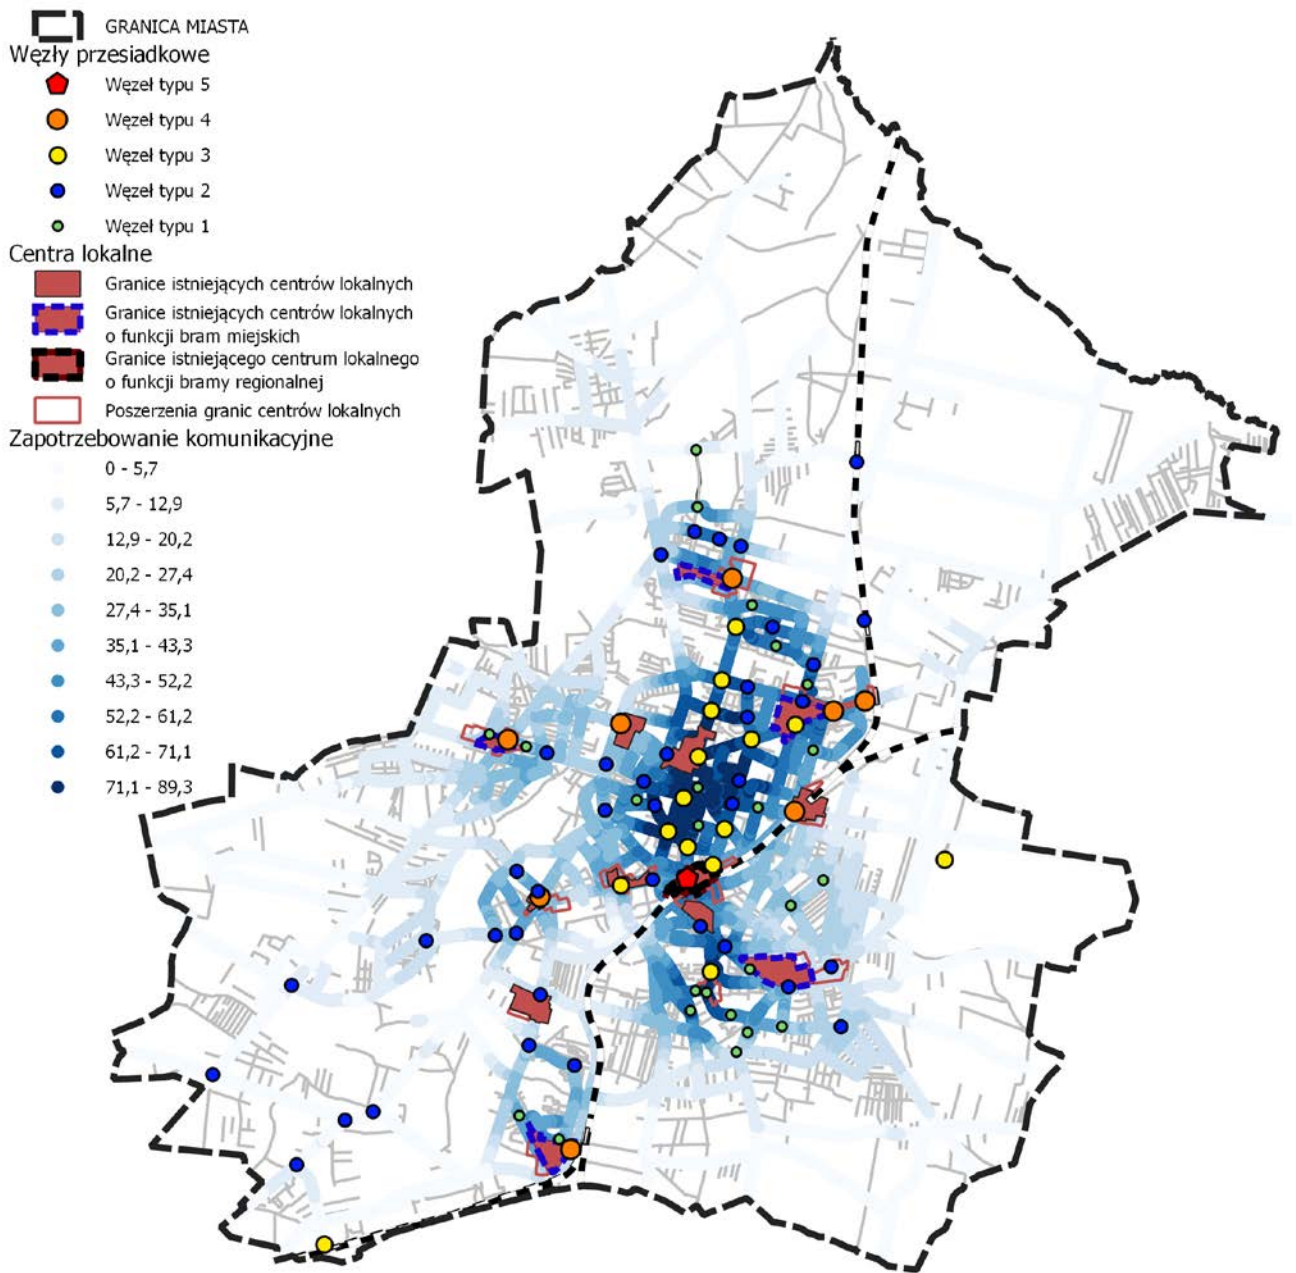 GRANICA MIASTA
Węzły przesiadkowe
Węzeł typu 5
Węzeł typu 4
Węzeł typu 3
Węzeł typu 2
Węzeł typu 1
Centra lokalne
Granice istniejących centrów lokalnych
Granice istniejących centrów lokalnych
o funkcji bram miejskich
Granice istniejącego centrum lokalnego
o funkcji bramy regionalnej
Poszerzenia granic centrów lokalnych
Zapotrzebowanie komunikacyjne
0 - 5,7
5,7 - 12,9
12,9 - 20,2
20,2 - 27,4
27,4 - 35,1
35,1 - 43,3
43,3 - 52,2
52,2 - 61,2
61,2 - 71,1
71,1 - 89,3